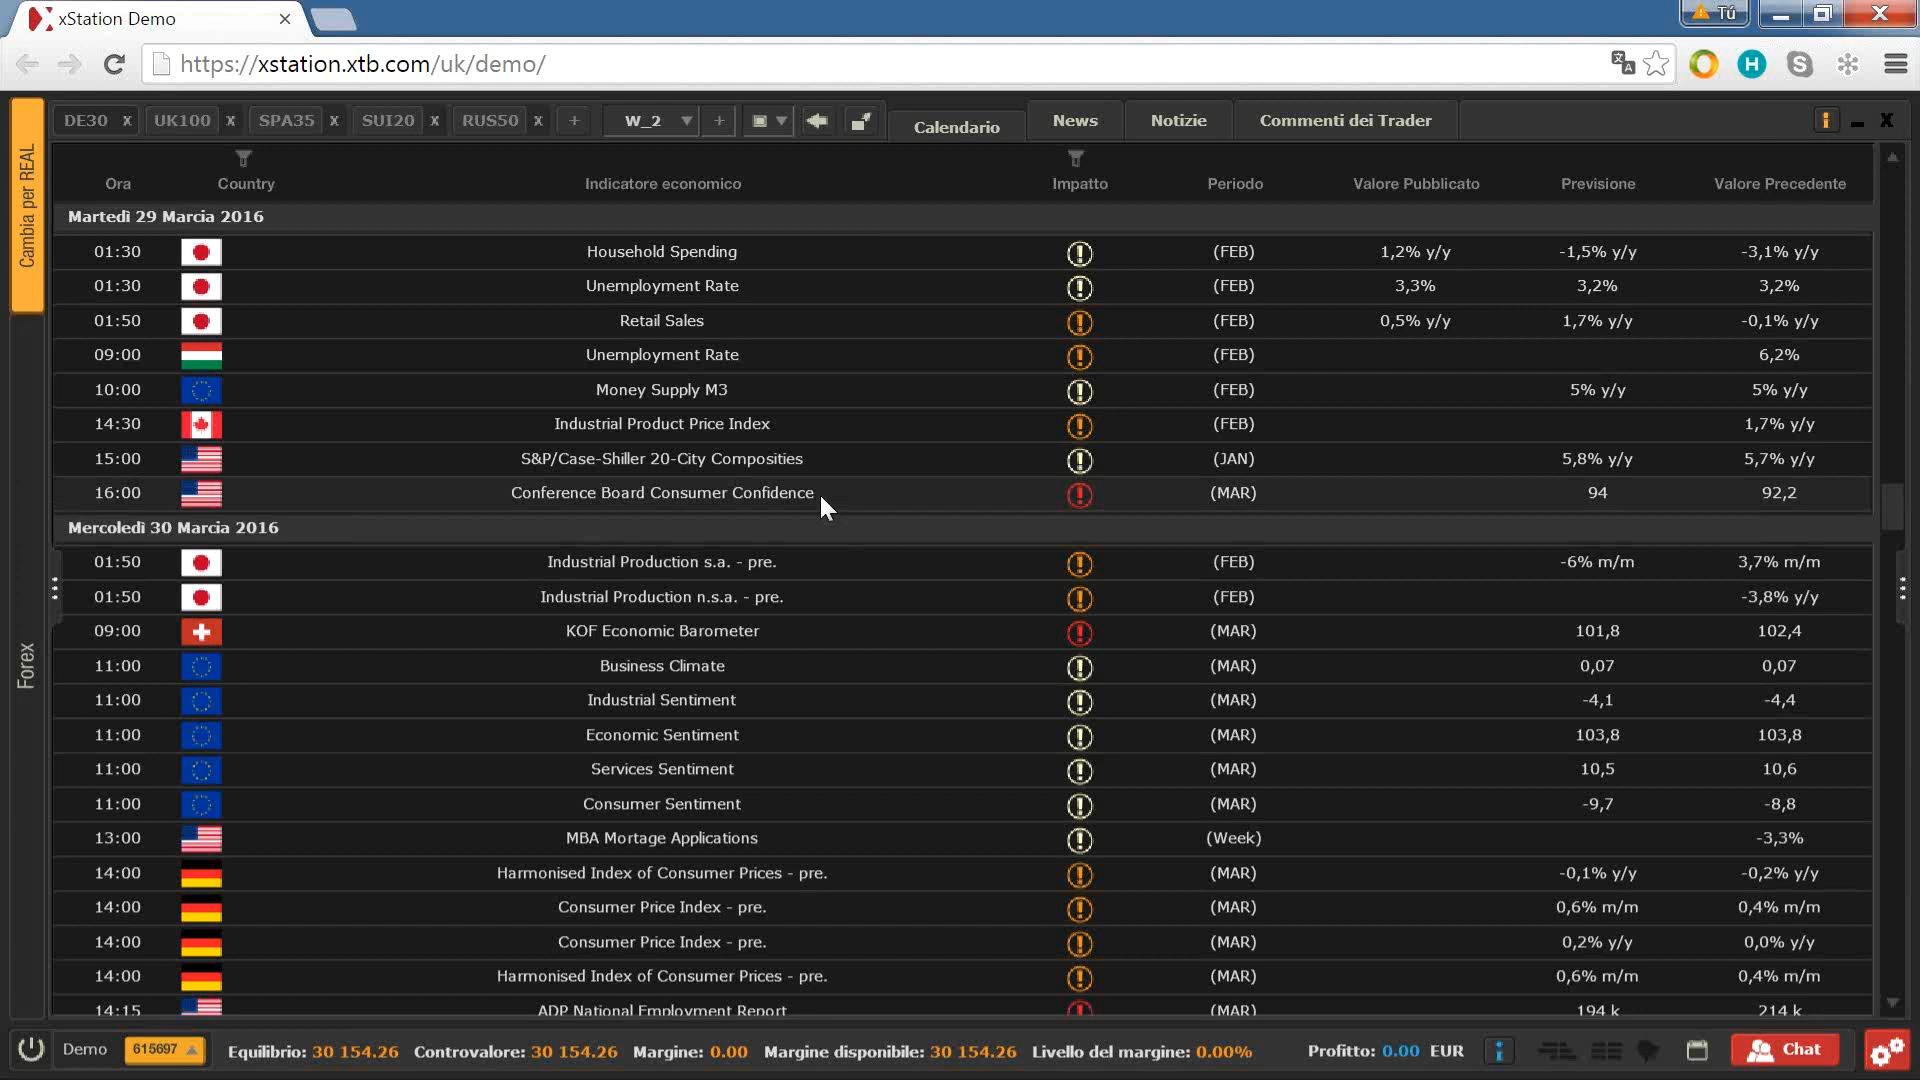 xStation Demo
Tú
https://xstation.xtb.com/uk/demo/
Cambia per REAL
Forex
DE30 x UK100 x SPA35 x SUI20 x RUS50 x + W_2 + Calendario News Notizie Commenti dei Trader
Ora Country Indicatore economico Impatto Periodo Valore Pubblicato Previsione Valore Precedente
Martedì 29 Marcia 2016
01:30 Household Spending (FEB) 1,2% y/y -1,5% y/y -3,1% y/y
01:30 Unemployment Rate (FEB) 3,3% 3,2% 3,2%
01:50 Retail Sales (FEB) 0,5% y/y 1,7% y/y -0,1% y/y
09:00 Unemployment Rate (FEB) 6,2%
10:00 Money Supply M3 (FEB) 5% y/y 5% y/y
14:30 Industrial Product Price Index (FEB) 1,7% y/y
15:00 S&P/Case-Shiller 20-City Composities (JAN) 5,8% y/y 5,7% y/y
16:00 Conference Board Consumer Confidence (MAR) 94 92,2
Mercoledì 30 Marcia 2016
01:50 Industrial Production s.a. - pre. (FEB) -6% m/m 3,7% m/m
01:50 Industrial Production n.s.a. - pre. (FEB) -3,8% y/y
09:00 KOF Economic Barometer (MAR) 101,8 102,4
11:00 Business Climate (MAR) 0,07 0,07
11:00 Industrial Sentiment (MAR) -4,1 -4,4
11:00 Economic Sentiment (MAR) 103,8 103,8
11:00 Services Sentiment (MAR) 10,5 10,6
11:00 Consumer Sentiment (MAR) -9,7 -8,8
13:00 MBA Mortage Applications (Week) -3,3%
14:00 Harmonised Index of Consumer Prices - pre. (MAR) -0,1% y/y -0,2% y/y
14:00 Consumer Price Index - pre. (MAR) 0,6% m/m 0,4% m/m
14:00 Consumer Price Index - pre. (MAR) 0,2% y/y 0,0% y/y
14:00 Harmonised Index of Consumer Prices - pre. (MAR) 0,6% m/m 0,4% m/m
14:15 ADP National Employment Report (MAR) 194 k 214 k
Demo 615697 Equilibrio: 30 154.26 Controvalore: 30 154.26 Margine: 0.00 Margine disponibile: 30 154.26 Livello del margine: 0.00% Profitto: 0.00 EUR i Chat